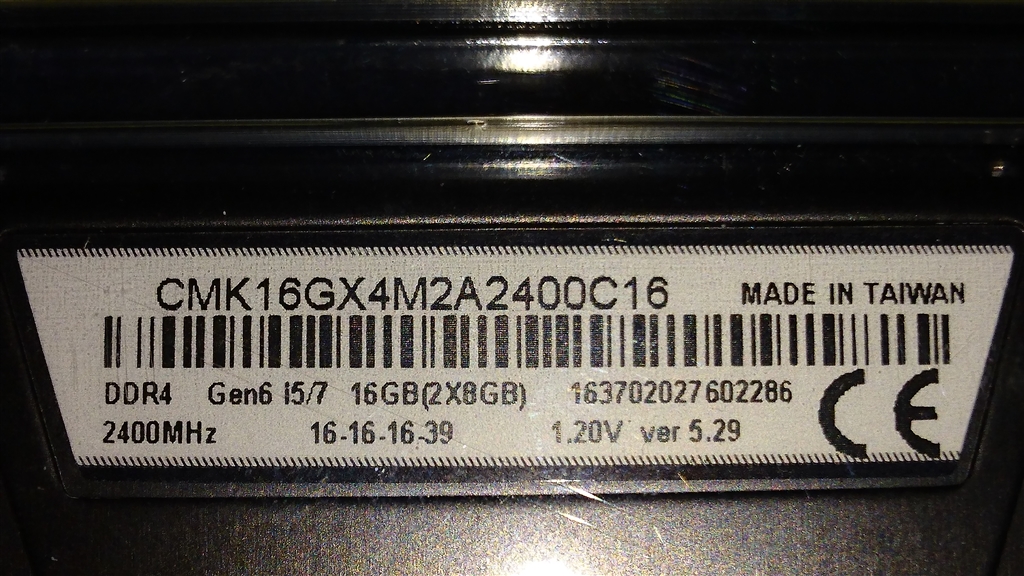 CMK16GX4M2A2400C16 MADE IN TAIWAN
DDR4 Gen6 i5/7 16GB(2X8GB) 163702027602286
2400MHz 16-16-16-39 1.20V ver 5.29
CE